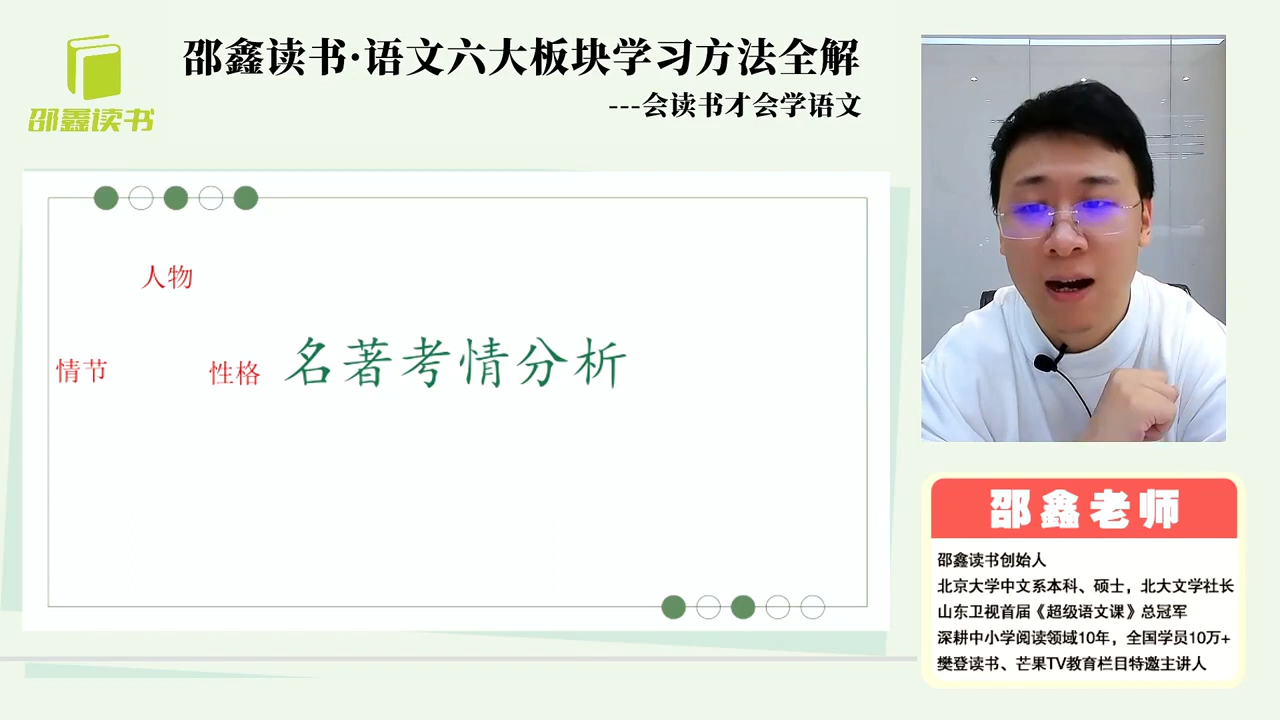 邵鑫读书
邵鑫读书·语文六大板块学习方法全解
---会读书才会学语文
人物
情节
性格
名著考情分析
邵鑫老师
邵鑫读书创始人
北京大学中文系本科、硕士，北大文学社长
山东卫视首届《超级语文课》总冠军
深耕中小学阅读领域10年，全国学员10万+
樊登读书、芒果TV教育栏目特邀主讲人